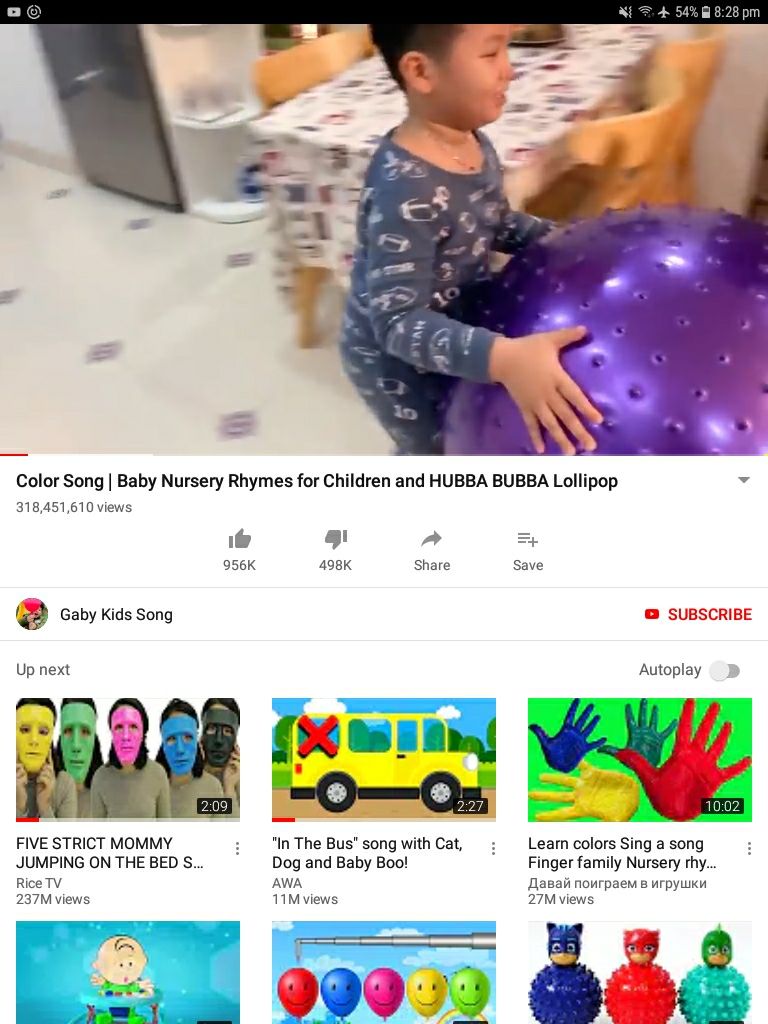 54% 8:28 pm
10
10
Color Song | Baby Nursery Rhymes for Children and HUBBA BUBBA Lollipop
318,451,610 views
956K 498K Share Save
Gaby Kids Song SUBSCRIBE
Up next Autoplay
2:09
FIVE STRICT MOMMY
JUMPING ON THE BED S...
Rice TV
237M views
2:27
"In The Bus" song with Cat,
Dog and Baby Boo!
AWA
11M views
10:02
Learn colors Sing a song
Finger family Nursery rhy...
Давай поиграем в игрушки
27M views